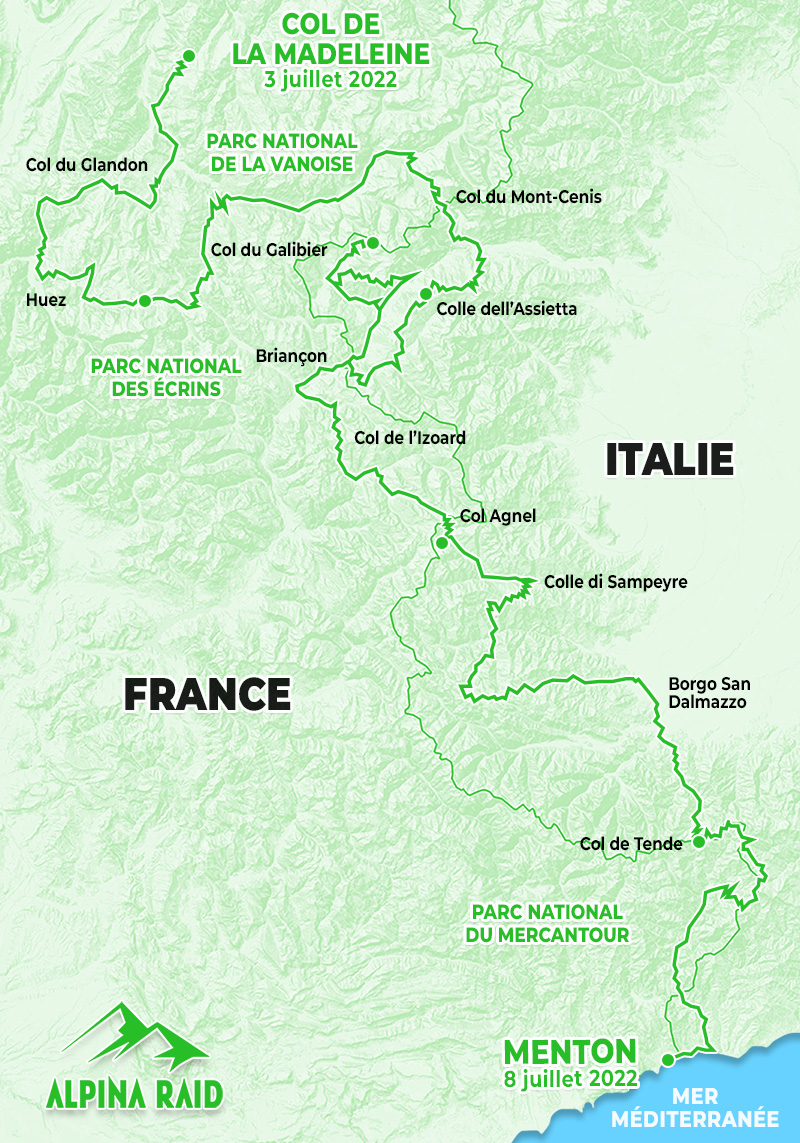 COL DE
LA MADELEINE
3 juillet 2022
PARC NATIONAL
DE LA VANOISE
Col du Glandon
Col du Mont-Cenis
Col du Galibier
Huez
Colle dell'Assietta
Briançon
PARC NATIONAL
DES ÉCRINS
Col de l'Izoard
ITALIE
Col Agnel
Colle di Sampeyre
FRANCE
Borgo San
Dalmazzo
Col de Tende
PARC NATIONAL
DU MERCANTOUR
ALPINA RAID
MENTON
8 juillet 2022
MER
MÉDITERRANÉE